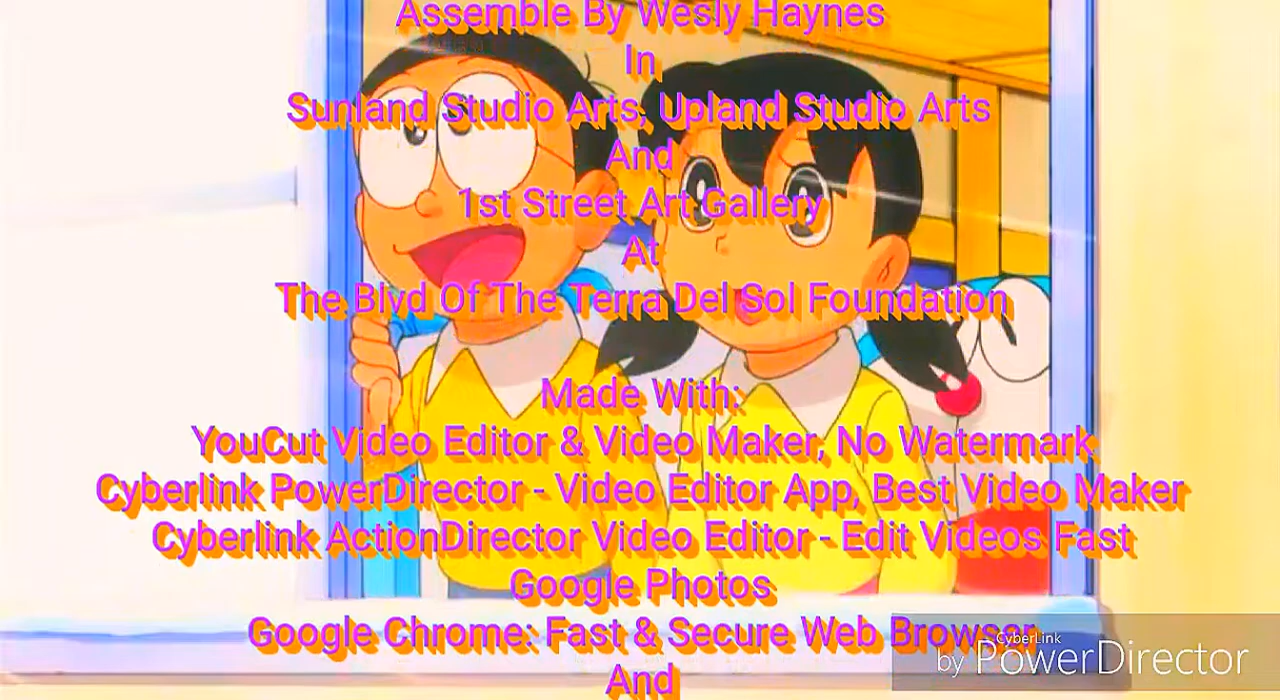 Assemble By Wesly Haynes
In
Sunland Studio Arts, Upland Studio Arts
And
1st Street Art Gallery
At
The Blvd Of The Terra Del Sol Foundation
Made With:
YouCut Video Editor & Video Maker, No Watermark
Cyberlink PowerDirector - Video Editor App, Best Video Maker
Cyberlink ActionDirector Video Editor - Edit Videos Fast
Google Photos
Google Chrome: Fast & Secure Web Browser
And
CyberLink
by PowerDirector